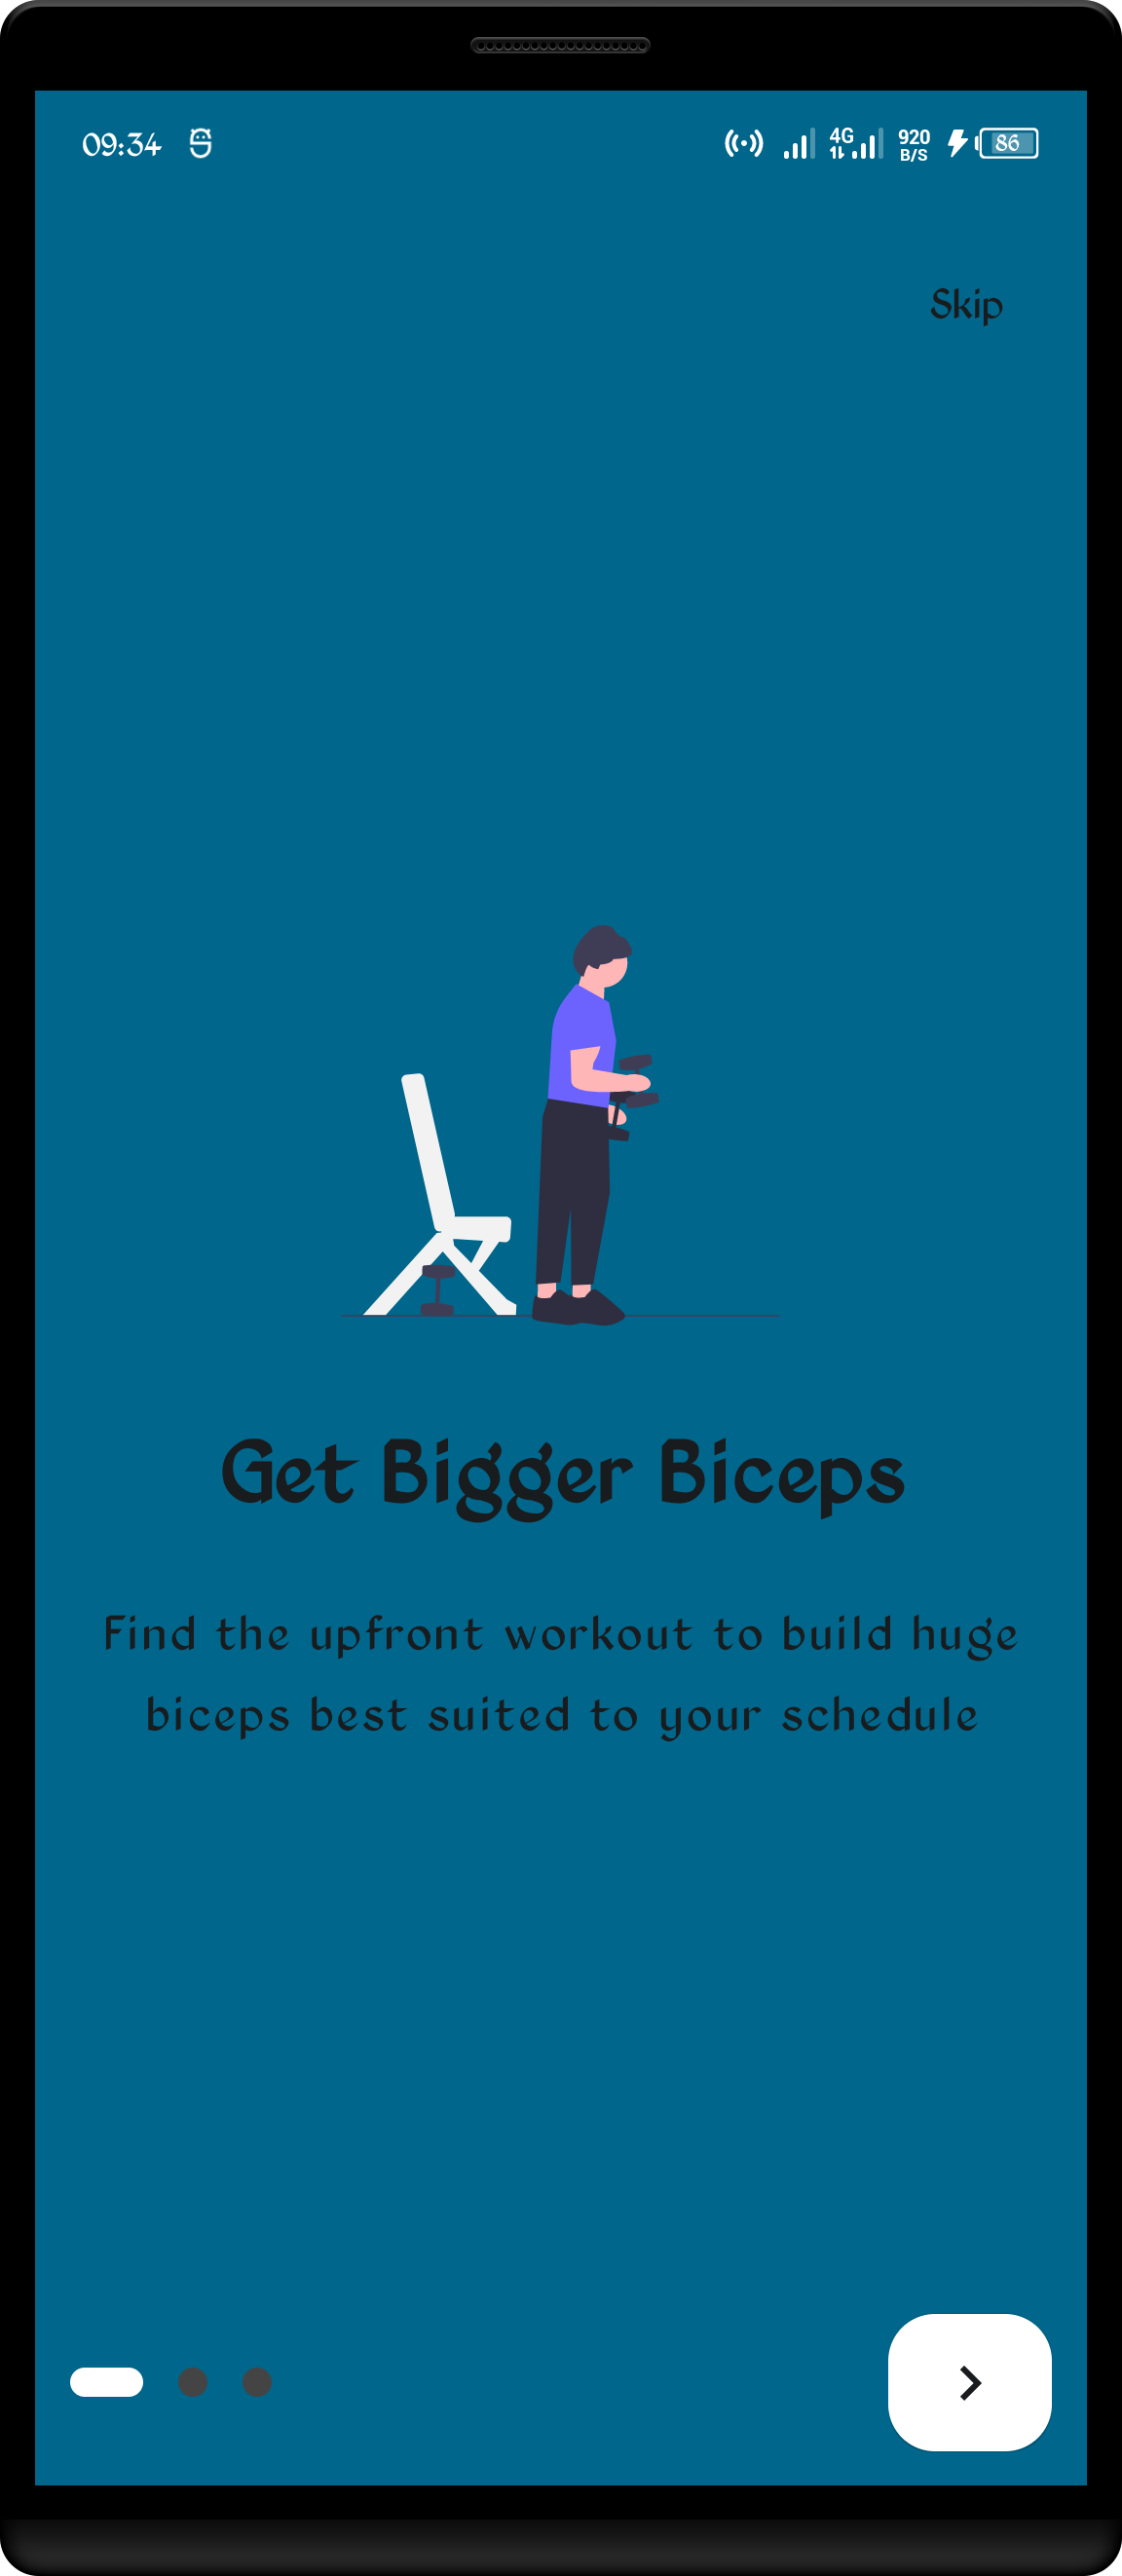 09:34 4G 920 B/S 86
Skip
Get Bigger Biceps
Find the upfront workout to build huge
biceps best suited to your schedule